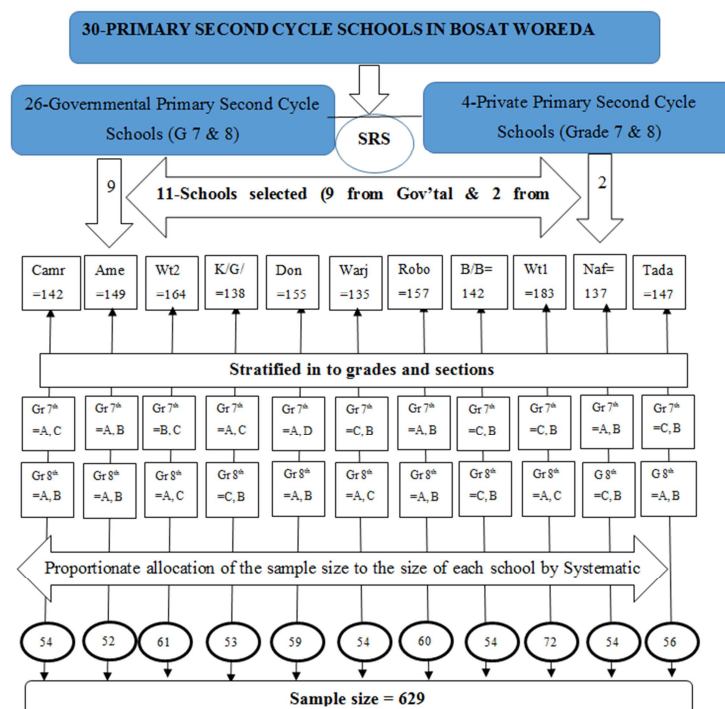 30-PRIMARY SECOND CYCLE SCHOOLS IN BOSAT WOREDA
26-Governmental Primary Second Cycle
Schools (G 7 & 8)
SRS
4-Private Primary Second Cycle
Schools (Grade 7 & 8)
9
11-Schools selected (9 from Gov'tal & 2 from
2
Camr
=142
Ame
=149
Wt2
=164
K/G/
=138
Don
=155
Warj
=135
Robo
=157
B/B=
142
Wt1
=183
Naf=
137
Tada
=147
Stratified in to grades and sections
Gr 7th
=A, C
Gr 7th
=A, B
Gr 7th
=B, C
Gr 7th
=A, C
Gr 7th
=A, D
Gr 7th
=C, B
Gr 7th
=A, B
Gr 7th
=C, B
Gr 7th
=C, B
Gr 7th
=A, B
Gr 7th
=C, B
Gr 8th
=A, B
Gr 8th
=A, B
Gr 8th
=A, C
Gr 8th
=C, B
Gr 8th
=A, B
Gr 8th
=A, C
Gr 8th
=A, B
Gr 8th
=C, B
Gr 8th
=A, C
G 8th
=C, B
G 8th
=A, B
Proportionate allocation of the sample size to the size of each school by Systematic
54
52
61
53
59
54
60
54
72
54
56
Sample size = 629